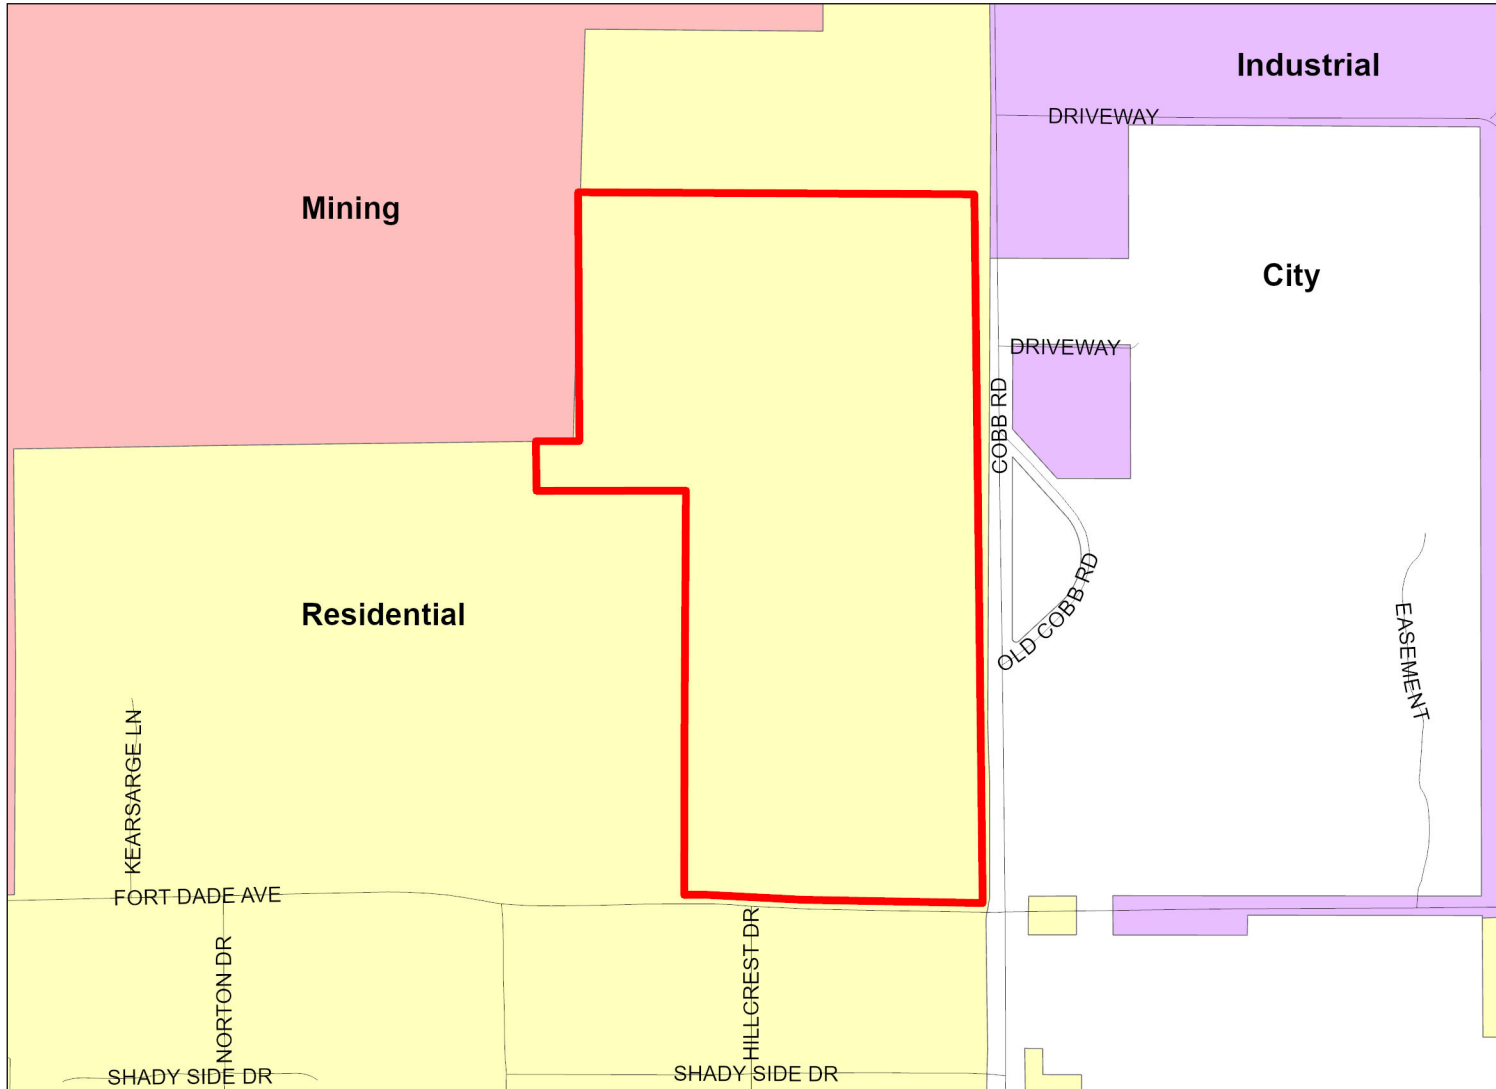 Industrial
DRIVEWAY
Mining
City
DRIVEWAY
COBB RD
OLD COBB RD
Residential
EASEMENT
KEARSARGE LN
FORT DADE AVE
NORTON DR
HILLCREST DR
SHADY SIDE DR
SHADY SIDE DR